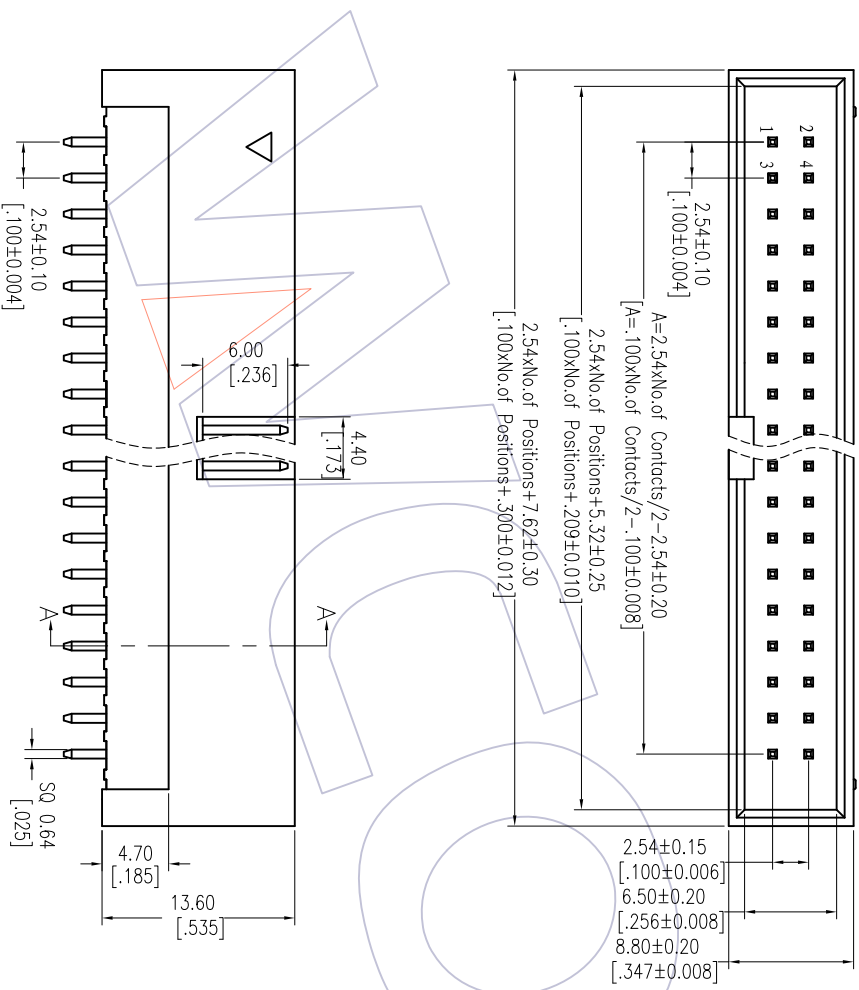 1
2
3
4
2.54±0.10
[.100±0.004]
A=2.54xNo.of Contacts/2-2.54±0.20
[A=.100xNo.of Contacts/2-.100±0.008]
2.54xNo.of Positions+5.32±0.25
[.100xNo.of Positions+.209±0.010]
2.54xNo.of Positions+7.62±0.30
[.100xNo.of Positions+.300±0.012]
2.54±0.15
[.100±0.006]
6.50±0.20
[.256±0.008]
8.80±0.20
[.347±0.008]
6.00
[.236]
4.40
[.173]
2.54±0.10
[.100±0.004]
A
A
SQ 0.64
[.025]
4.70
[.185]
13.60
[.535]